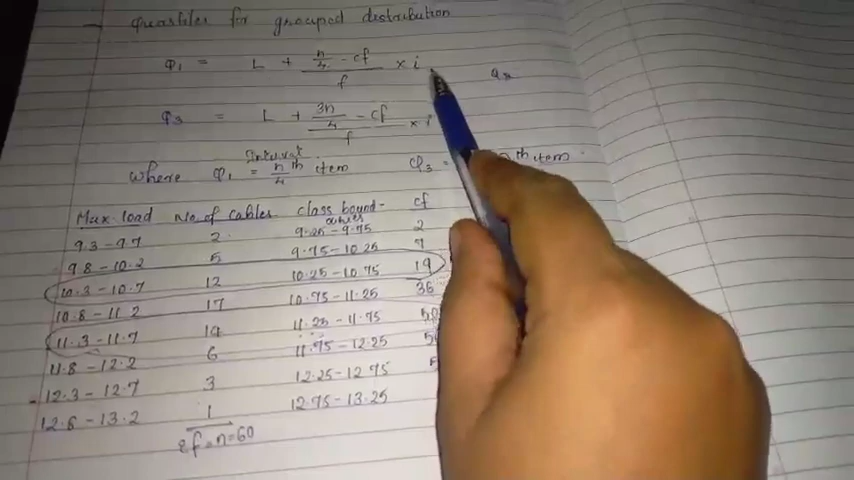 Quartiles for grouped distribution
Q1 = L + n/4 - cf / f × i
Q3 = L + 3n/4 - cf / f × i
where Q1 Interval = n/4 th item Q3 = th item
Max load No. of cables class bound- cf
9.3 - 9.7 2 9.25 - 9.75 2
9.8 - 10.2 5 9.75 - 10.25 7
10.3 - 10.7 12 10.25 - 10.75 19
10.8 - 11.2 17 10.75 - 11.25 36
11.3 - 11.7 14 11.25 - 11.75
11.8 - 12.2 6 11.75 - 12.25
12.3 - 12.7 3 12.25 - 12.75
12.8 - 13.2 1 12.75 - 13.25
Σf = n = 60